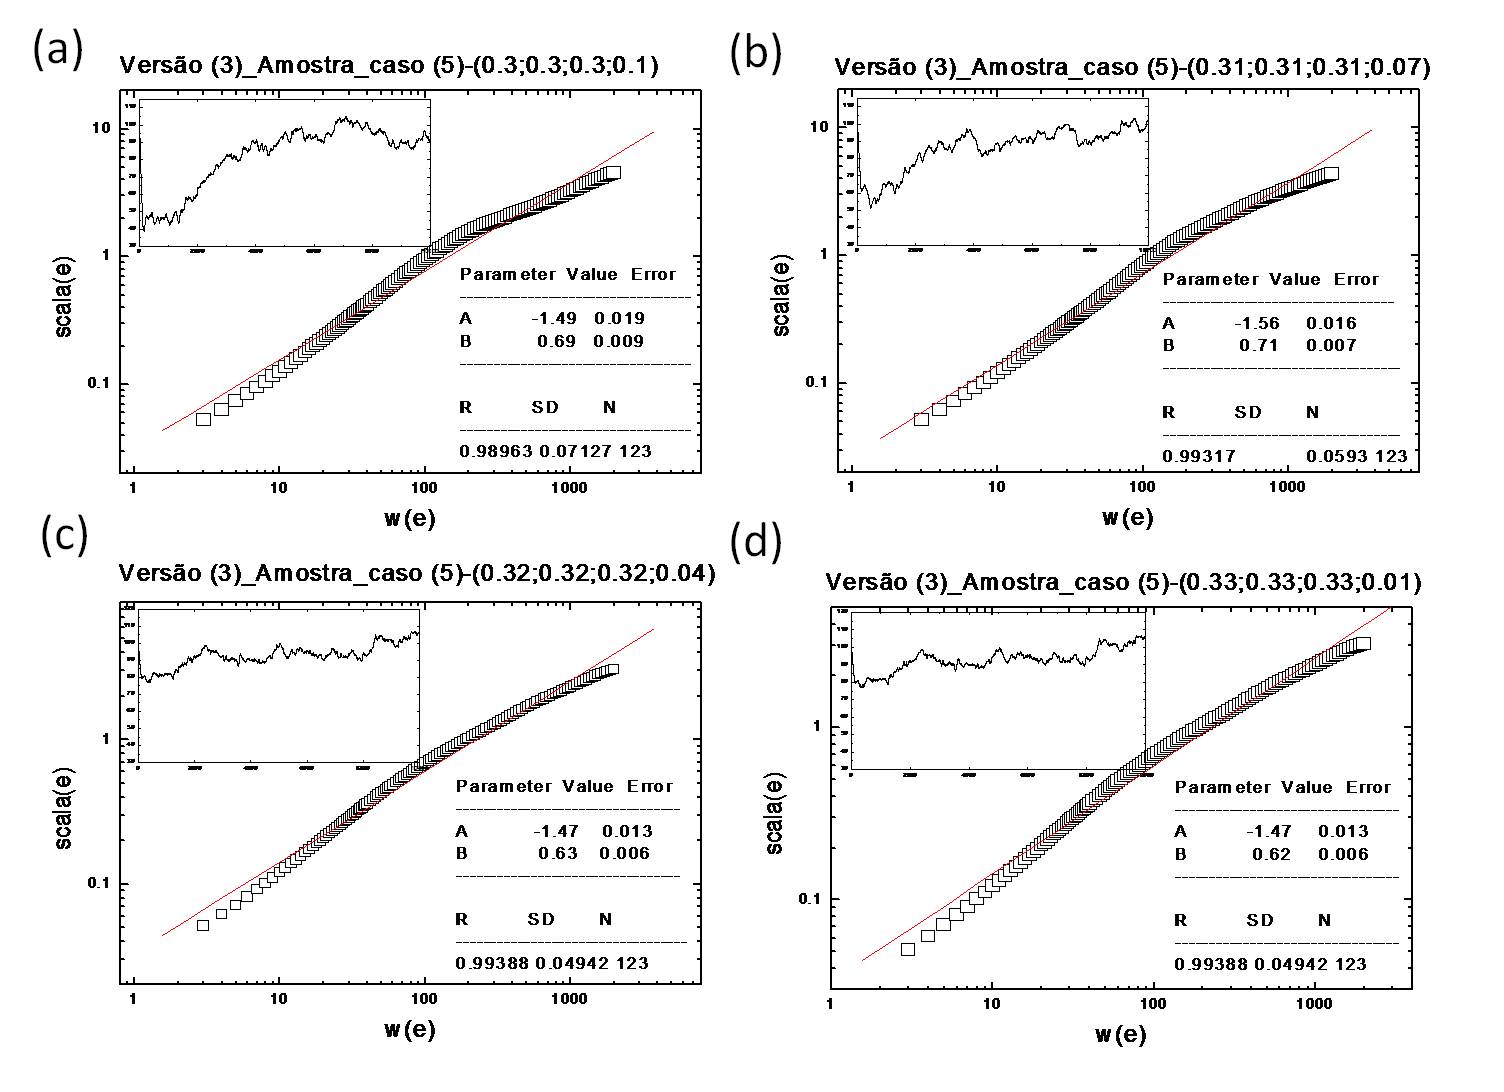 (a)
Versão (3)_Amostra_caso (5)-(0.3;0.3;0.3;0.1)
10
1
0.1
scala(e)
Parameter Value Error
A -1.49 0.019
B 0.69 0.009
R SD N
0.98963 0.07127 123
1 10 100 1000
w(e)
(b)
Versão (3)_Amostra_caso (5)-(0.31;0.31;0.31;0.07)
10
1
0.1
scala(e)
Parameter Value Error
A -1.56 0.016
B 0.71 0.007
R SD N
0.99317 0.0593 123
1 10 100 1000
w(e)
(c)
Versão (3)_Amostra_caso (5)-(0.32;0.32;0.32;0.04)
1
0.1
scala(e)
Parameter Value Error
A -1.47 0.013
B 0.63 0.006
R SD N
0.99388 0.04942 123
1 10 100 1000
w(e)
(d)
Versão (3)_Amostra_caso (5)-(0.33;0.33;0.33;0.01)
1
0.1
scala(e)
Parameter Value Error
A -1.47 0.013
B 0.62 0.006
R SD N
0.99388 0.04942 123
1 10 100 1000
w(e)